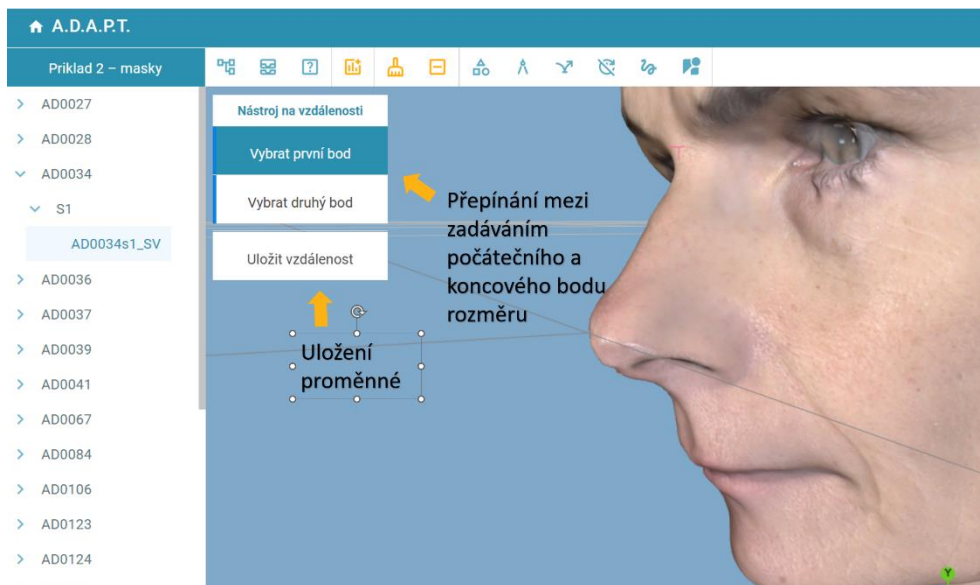 A.D.A.P.T.
Priklad 2 – masky
AD0027
AD0028
AD0034
S1
AD0034s1_SV
AD0036
AD0037
AD0039
AD0041
AD0067
AD0084
AD0106
AD0123
AD0124
Nástroj na vzdálenosti
Vybrat první bod
Vybrat druhý bod
Uložit vzdálenost
Přepínání mezi
zadáváním
počátečního a
koncového bodu
rozměru
Uložení
proměnné
Y